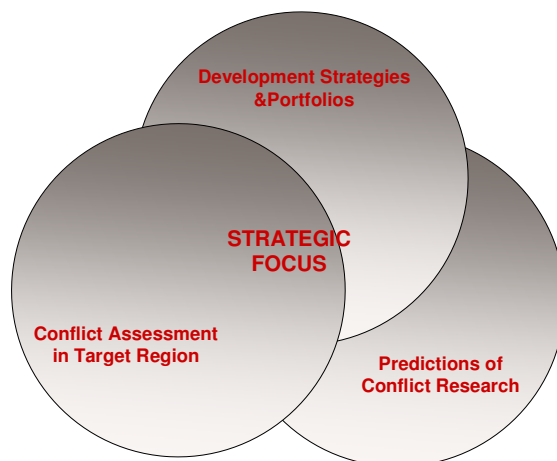 Development Strategies
&Portfolios
STRATEGIC
FOCUS
Conflict Assessment
in Target Region
Predictions of
Conflict Research